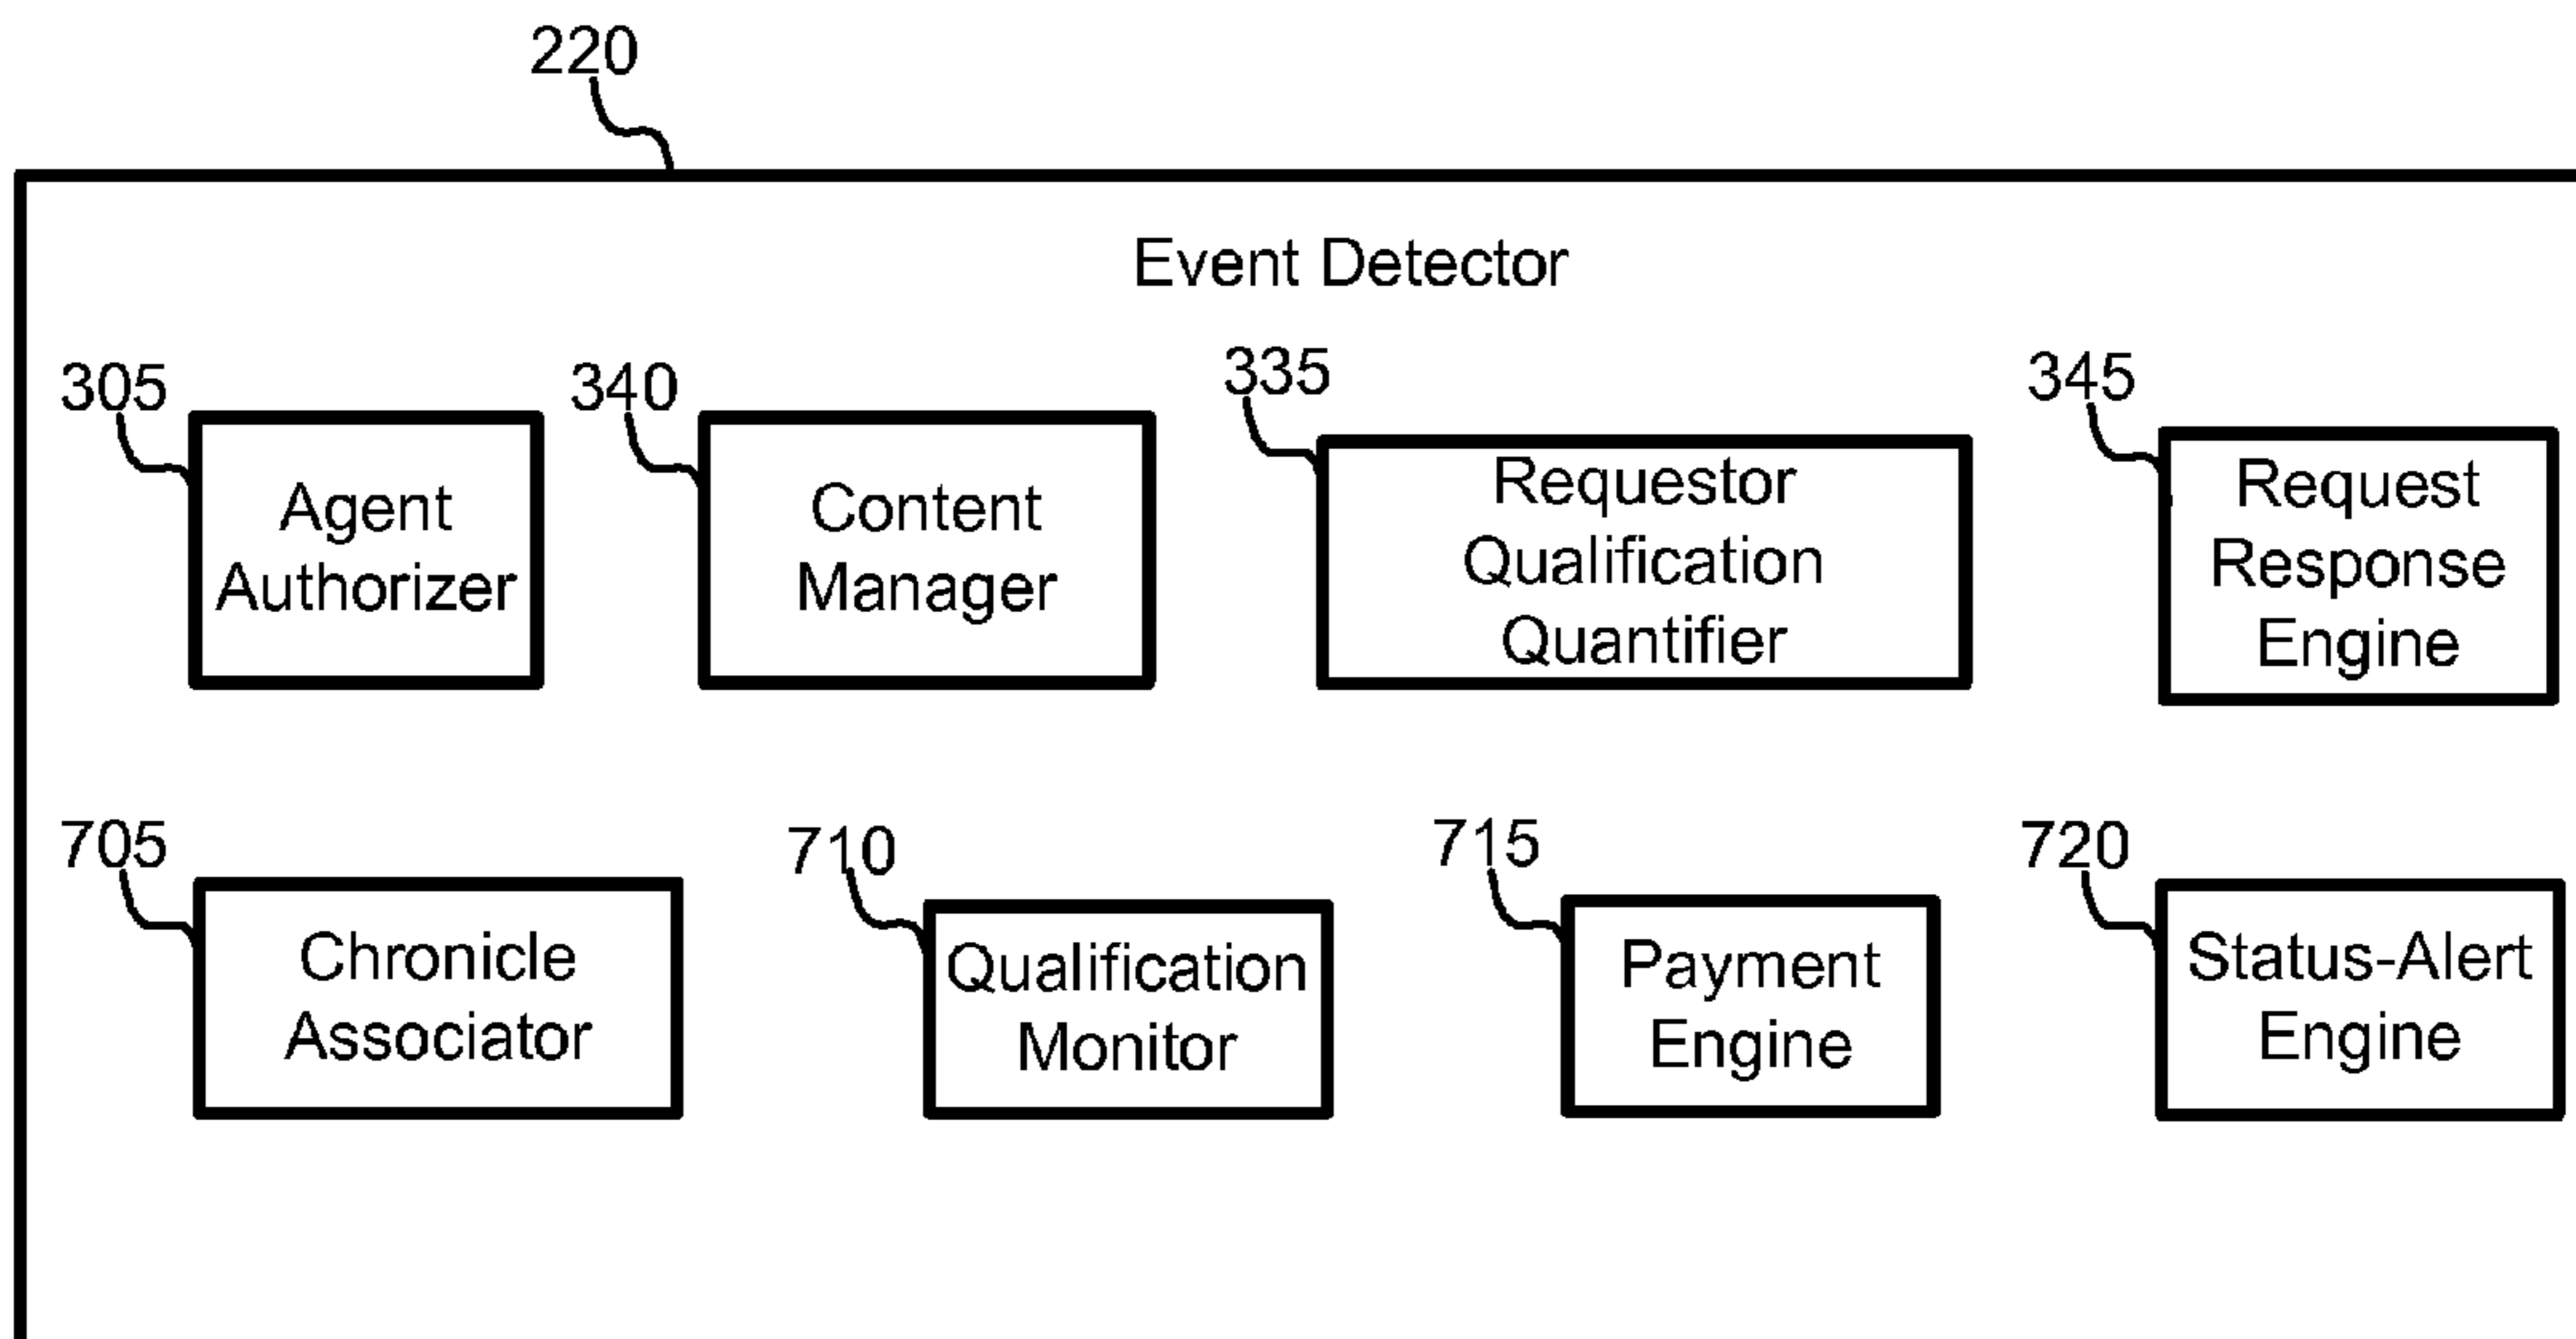 220
Event Detector
305
Agent
Authorizer
340
Content
Manager
335
Requestor
Qualification
Quantifier
345
Request
Response
Engine
705
Chronicle
Associator
710
Qualification
Monitor
715
Payment
Engine
720
Status-Alert
Engine